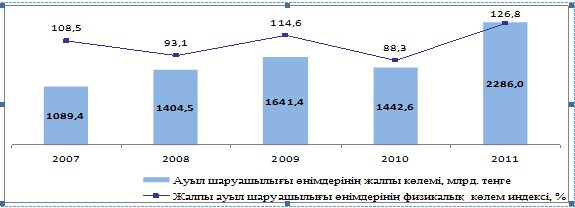 126,8
108,5 114,6
93,1 88,3
2286,0
1641,4
1404,5 1442,6
1089,4
2007 2008 2009 2010 2011
Ауыл шаруашылығы өнімдерінің жалпы көлемі, млрд. теңге
Жалпы ауыл шаруашылығы өнімдерінің физикалық көлем индексі, %